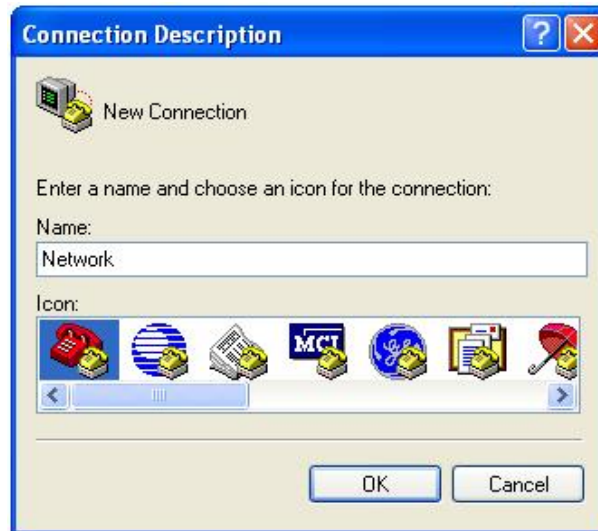 Connection Description
New Connection
Enter a name and choose an icon for the connection:
Name:
Network
Icon:
MCI
ge
OK
Cancel